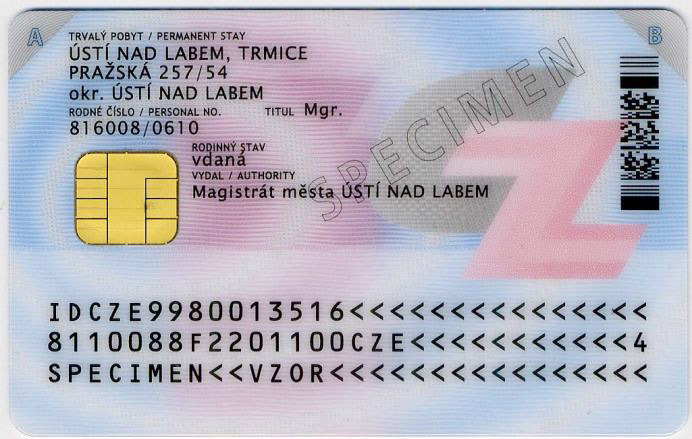 A
B
TRVALÝ POBYT / PERMANENT STAY
ÚSTÍ NAD LABEM, TRMICE
PRAŽSKÁ 257/54
okr. ÚSTÍ NAD LABEM
RODNÉ ČÍSLO / PERSONAL NO. TITUL Mgr.
816008/0610
RODINNÝ STAV
vdaná
VYDAL / AUTHORITY
Magistrát města ÚSTÍ NAD LABEM
SPECIMEN
CZ
IDCZE9980013516<<<<<<<<<<<<<<<
8110088F2201100CZE<<<<<<<<<<<4
SPECIMEN<<VZOR<<<<<<<<<<<<<<<<